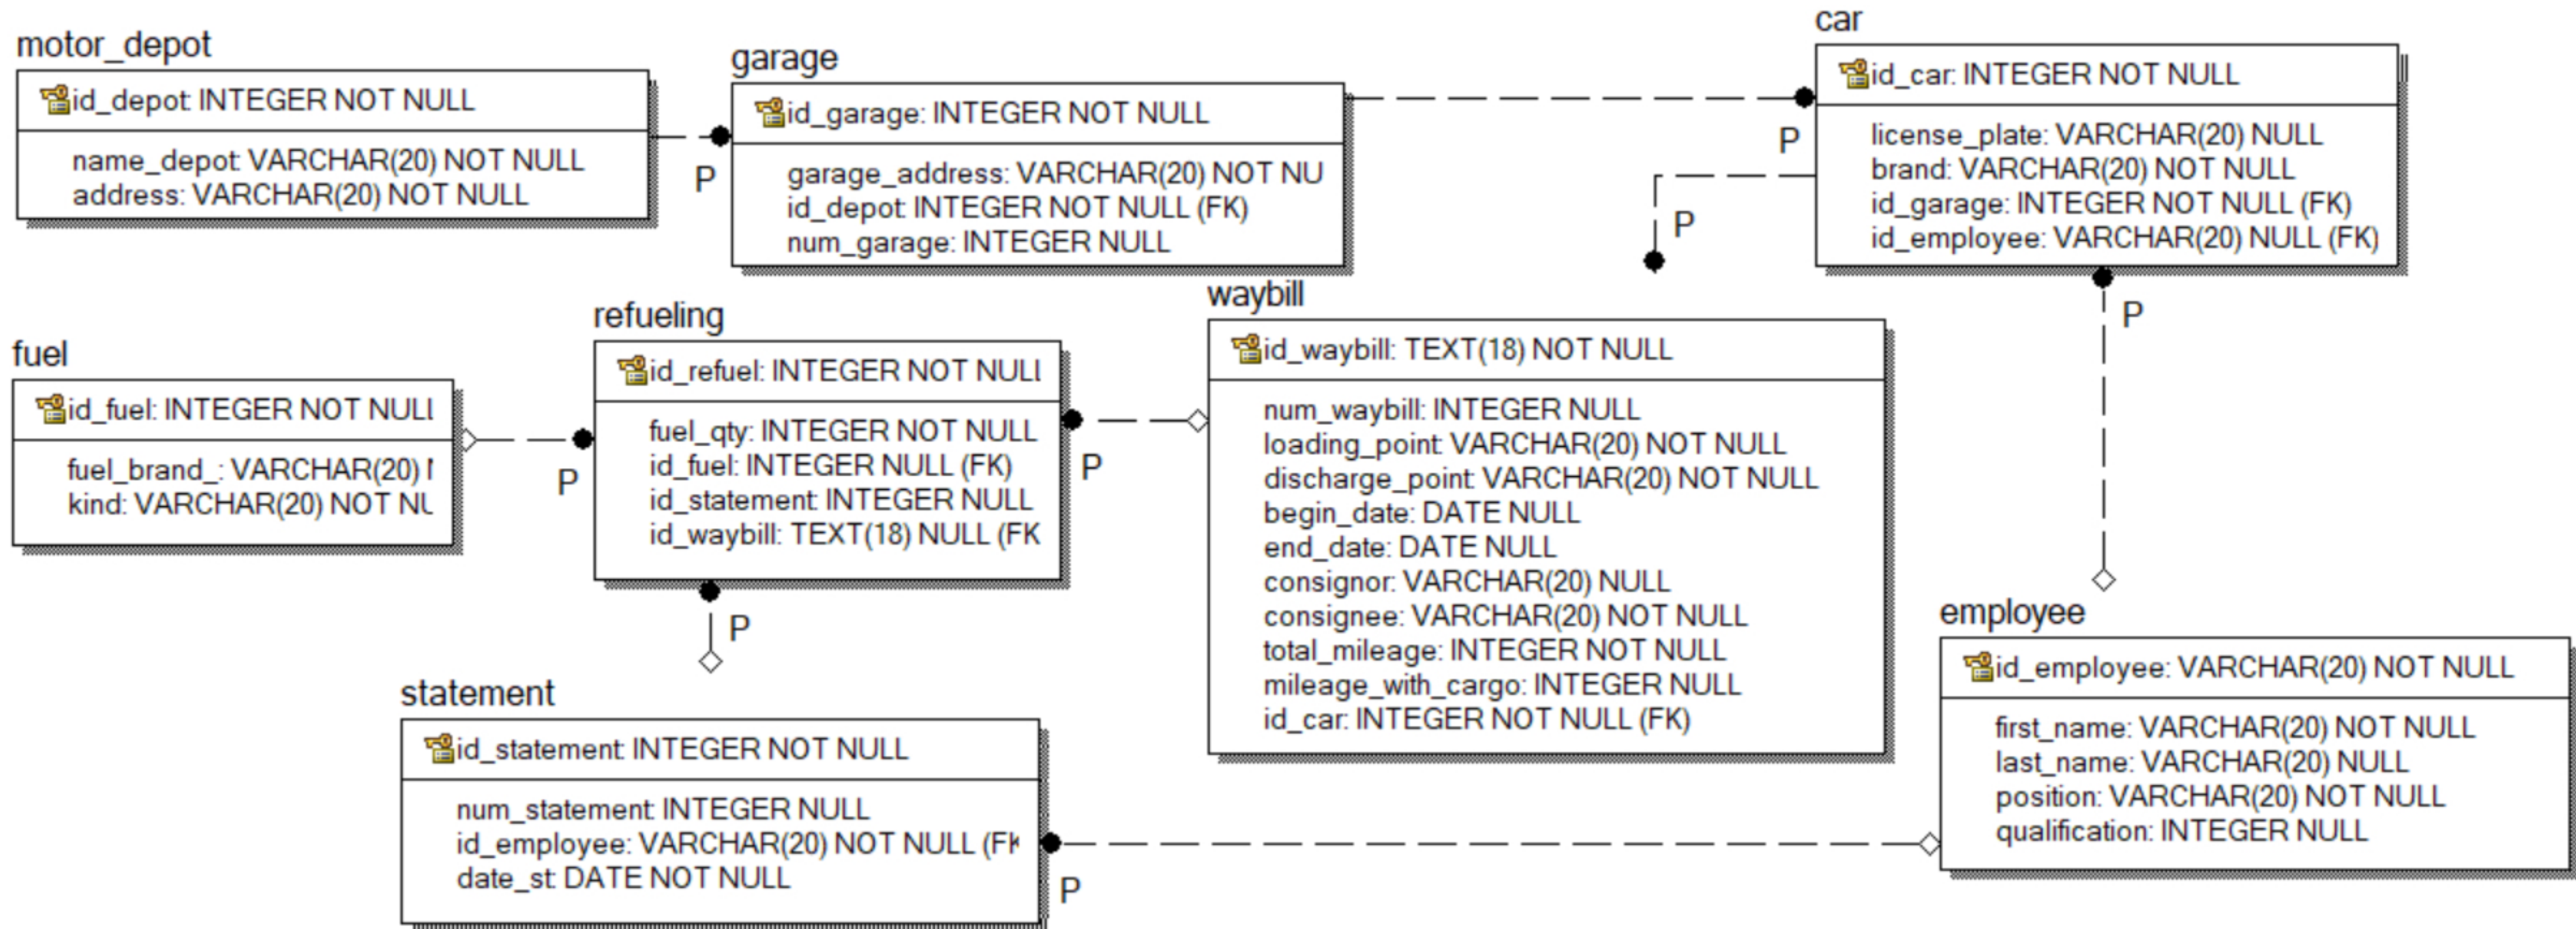 motor_depot
id_depot: INTEGER NOT NULL
name_depot: VARCHAR(20) NOT NULL
address: VARCHAR(20) NOT NULL
P
garage
id_garage: INTEGER NOT NULL
garage_address: VARCHAR(20) NOT NU
id_depot: INTEGER NOT NULL (FK)
num_garage: INTEGER NULL
P
car
id_car: INTEGER NOT NULL
license_plate: VARCHAR(20) NULL
brand: VARCHAR(20) NOT NULL
id_garage: INTEGER NOT NULL (FK)
id_employee: VARCHAR(20) NULL (FK)
P
P
fuel
id_fuel: INTEGER NOT NULL
fuel_brand_: VARCHAR(20) N
kind: VARCHAR(20) NOT NU
P
refueling
id_refuel: INTEGER NOT NULL
fuel_qty: INTEGER NOT NULL
id_fuel: INTEGER NULL (FK)
id_statement: INTEGER NULL
id_waybill: TEXT(18) NULL (FK
P
P
waybill
id_waybill: TEXT(18) NOT NULL
num_waybill: INTEGER NULL
loading_point: VARCHAR(20) NOT NULL
discharge_point: VARCHAR(20) NOT NULL
begin_date: DATE NULL
end_date: DATE NULL
consignor: VARCHAR(20) NULL
consignee: VARCHAR(20) NOT NULL
total_mileage: INTEGER NOT NULL
mileage_with_cargo: INTEGER NULL
id_car: INTEGER NOT NULL (FK)
statement
id_statement: INTEGER NOT NULL
num_statement: INTEGER NULL
id_employee: VARCHAR(20) NOT NULL (FK
date_st: DATE NOT NULL
P
employee
id_employee: VARCHAR(20) NOT NULL
first_name: VARCHAR(20) NOT NULL
last_name: VARCHAR(20) NULL
position: VARCHAR(20) NOT NULL
qualification: INTEGER NULL
P